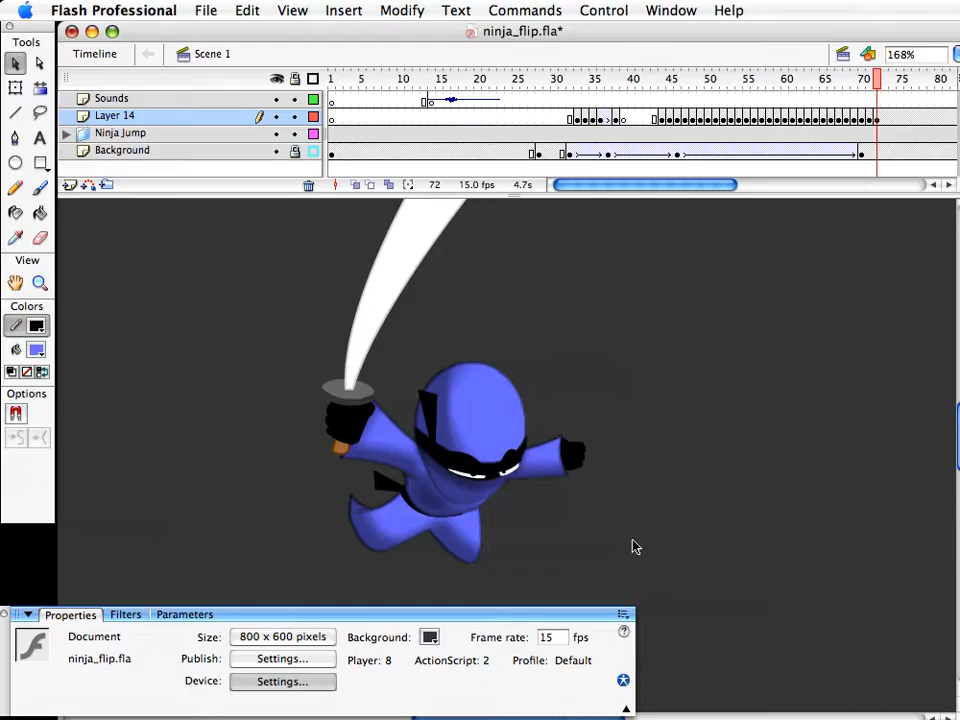 Flash Professional File Edit View Insert Modify Text Commands Control Window Help
ninja_flip.fla*
Tools
Timeline Scene 1 168%
1 5 10 15 20 25 30 35 40 45 50 55 60 65 70 75 80
Sounds
Layer 14
Ninja Jump
Background
72 15.0 fps 4.7s
View
Colors
Options
Properties Filters Parameters
Document Size: 800 x 600 pixels Background: Frame rate: 15 fps
ninja_flip.fla Publish: Settings... Player: 8 ActionScript: 2 Profile: Default
Device: Settings...